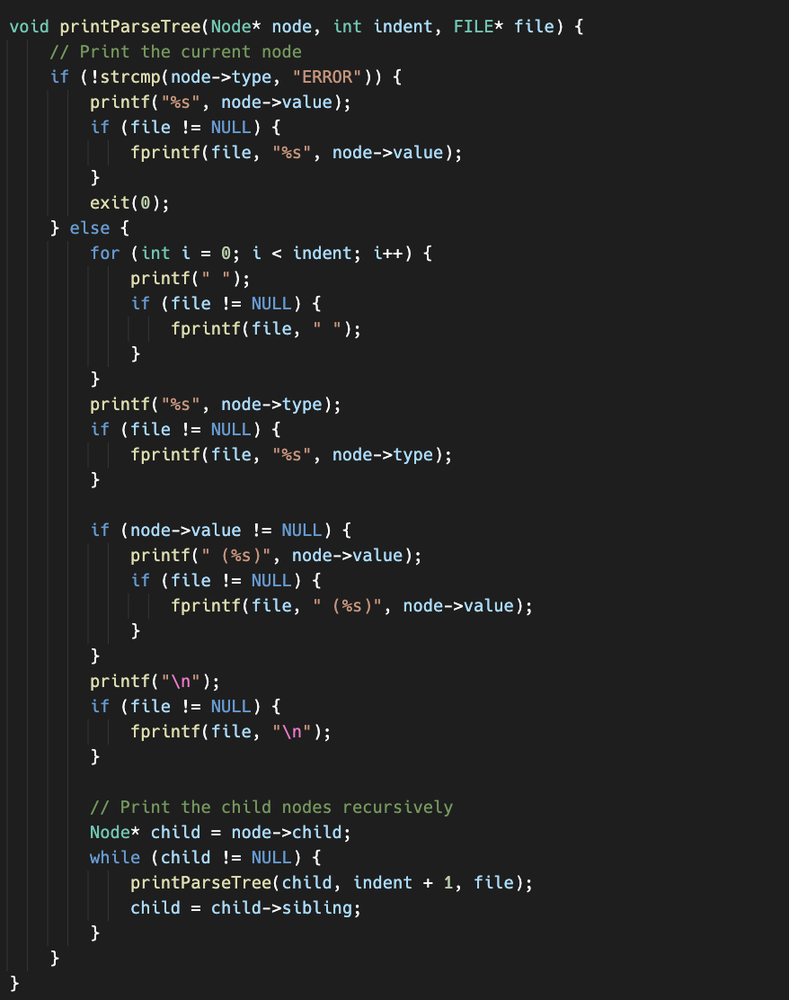 void printParseTree(Node* node, int indent, FILE* file) {
    // Print the current node
    if (!strcmp(node->type, "ERROR")) {
        printf("%s", node->value);
        if (file != NULL) {
            fprintf(file, "%s", node->value);
        }
        exit(0);
    } else {
        for (int i = 0; i < indent; i++) {
            printf(" ");
            if (file != NULL) {
                fprintf(file, " ");
            }
        }
        printf("%s", node->type);
        if (file != NULL) {
            fprintf(file, "%s", node->type);
        }

        if (node->value != NULL) {
            printf(" (%s)", node->value);
            if (file != NULL) {
                fprintf(file, " (%s)", node->value);
            }
        }
        printf("\n");
        if (file != NULL) {
            fprintf(file, "\n");
        }

        // Print the child nodes recursively
        Node* child = node->child;
        while (child != NULL) {
            printParseTree(child, indent + 1, file);
            child = child->sibling;
        }
    }
}